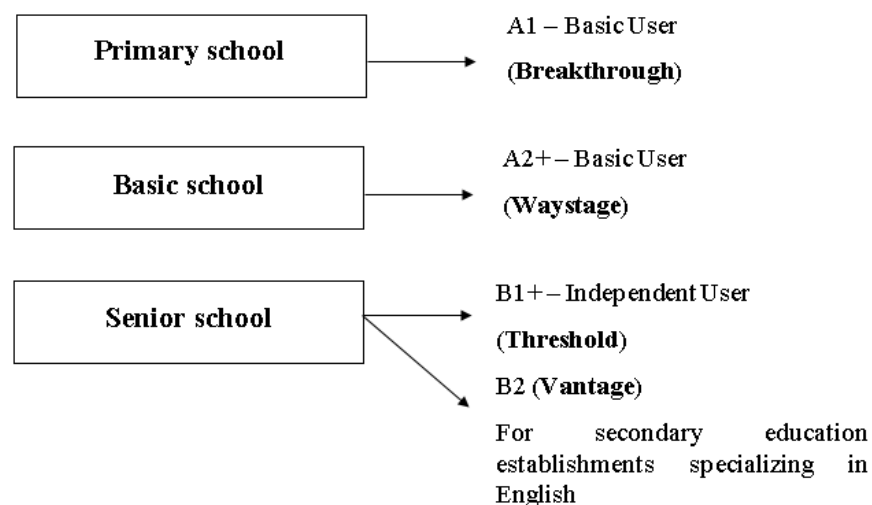 Primary school
A1 – Basic User
(Breakthrough)
Basic school
A2+ – Basic User
(Waystage)
Senior school
B1+ – Independent User
(Threshold)
B2 (Vantage)
For secondary education
establishments specializing in
English